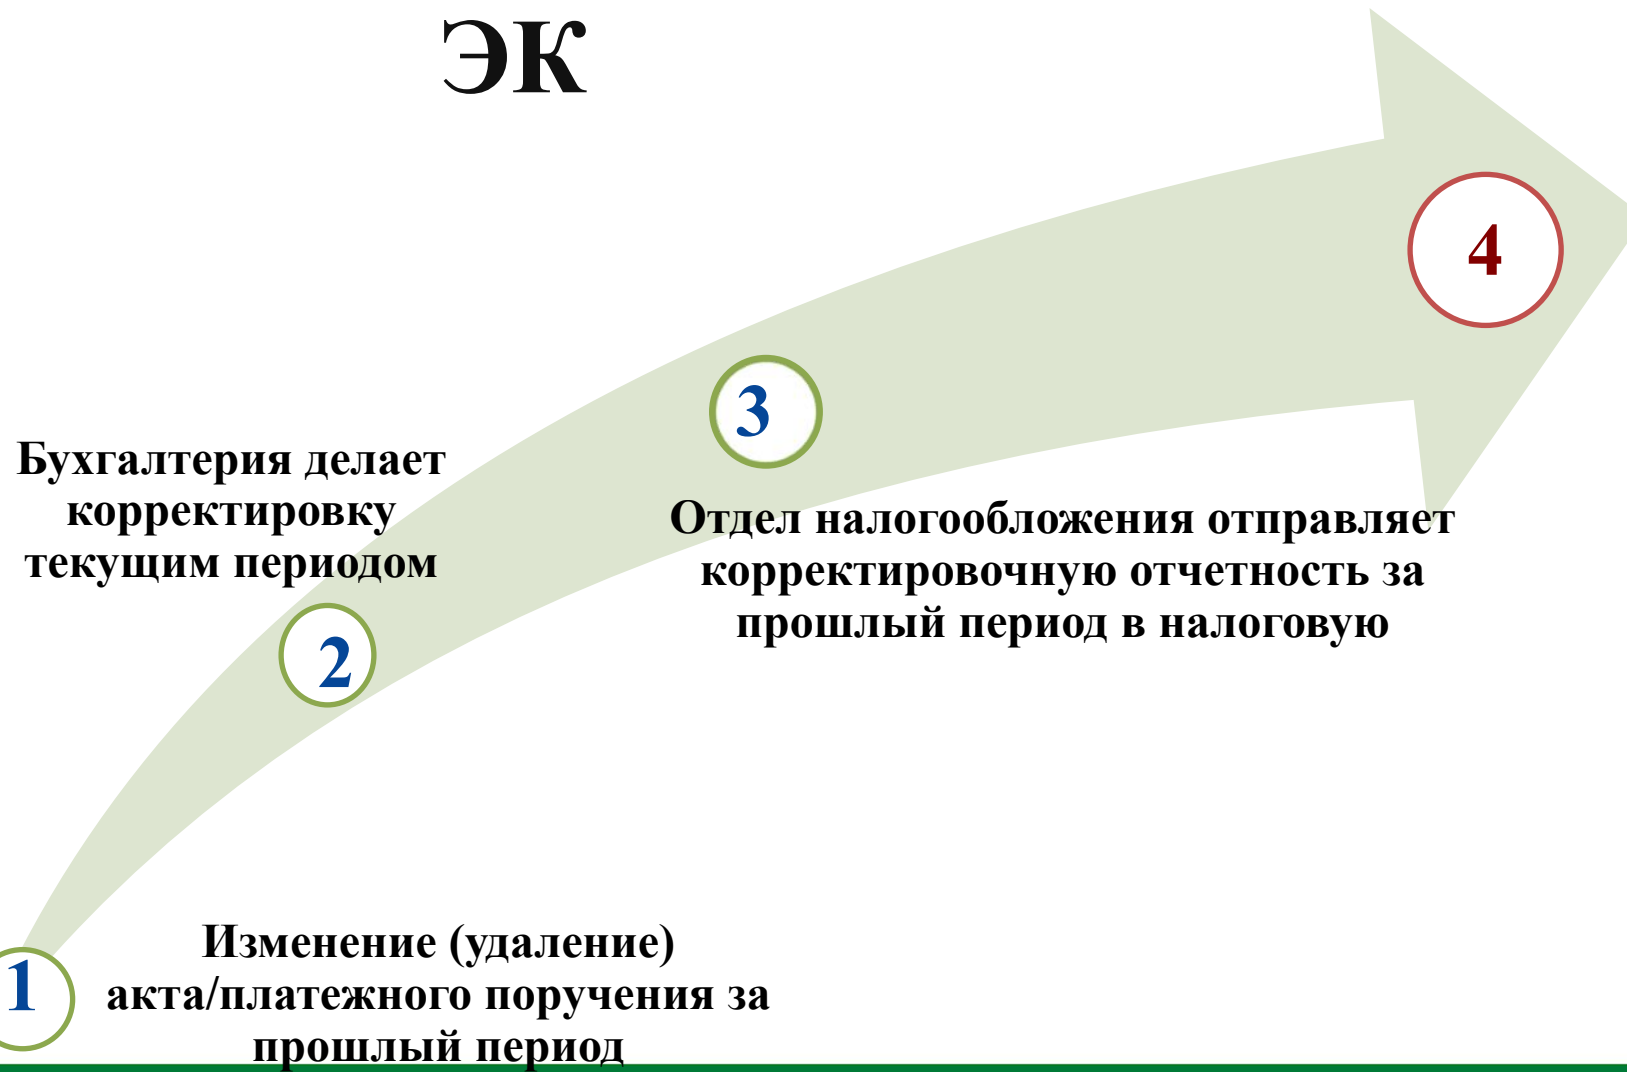 ЭК
4
3
Бухгалтерия делает
корректировку
текущим периодом
Отдел налогообложения отправляет
корректировочную отчетность за
прошлый период в налоговую
2
Изменение (удаление)
1
акта/платежного поручения за
прошлый период